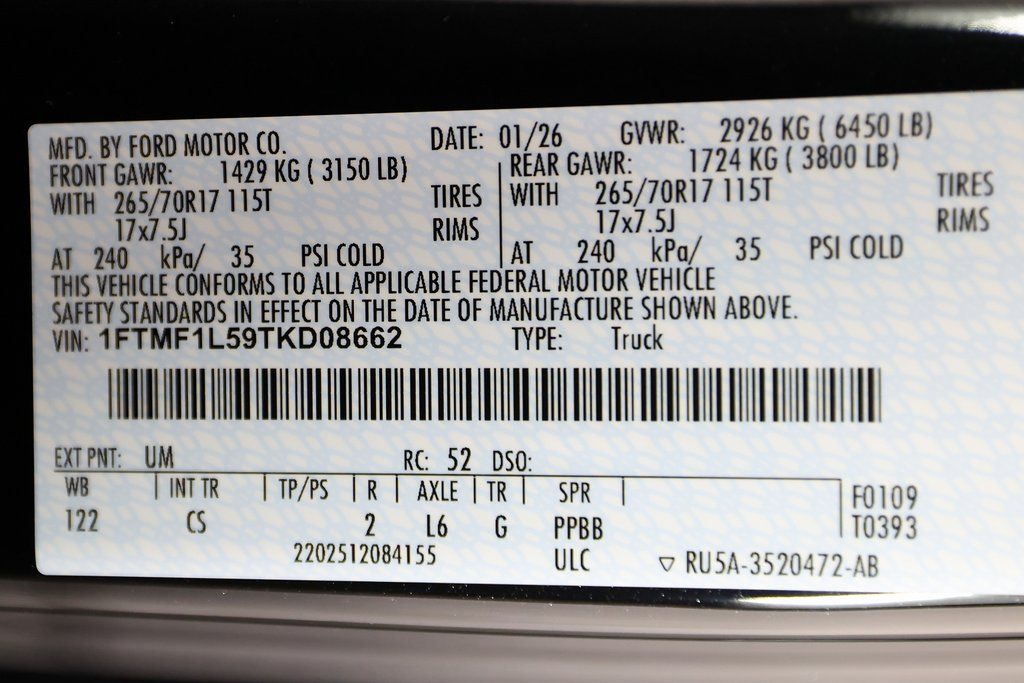 MFD. BY FORD MOTOR CO. DATE: 01/26 GVWR: 2926 KG ( 6450 LB)
FRONT GAWR: 1429 KG ( 3150 LB) REAR GAWR: 1724 KG ( 3800 LB)
WITH 265/70R17 115T TIRES WITH 265/70R17 115T TIRES
17x7.5J RIMS 17x7.5J RIMS
AT 240 kPa/ 35 PSI COLD AT 240 kPa/ 35 PSI COLD
THIS VEHICLE CONFORMS TO ALL APPLICABLE FEDERAL MOTOR VEHICLE
SAFETY STANDARDS IN EFFECT ON THE DATE OF MANUFACTURE SHOWN ABOVE.
VIN: 1FTMF1L59TKD08662 TYPE: Truck
EXT PNT: UM RC: 52 DSO:
WB INT TR TP/PS R AXLE TR SPR F0109
122 CS 2 L6 G PPBB T0393
2202512084155 ULC ▽ RU5A-3520472-AB